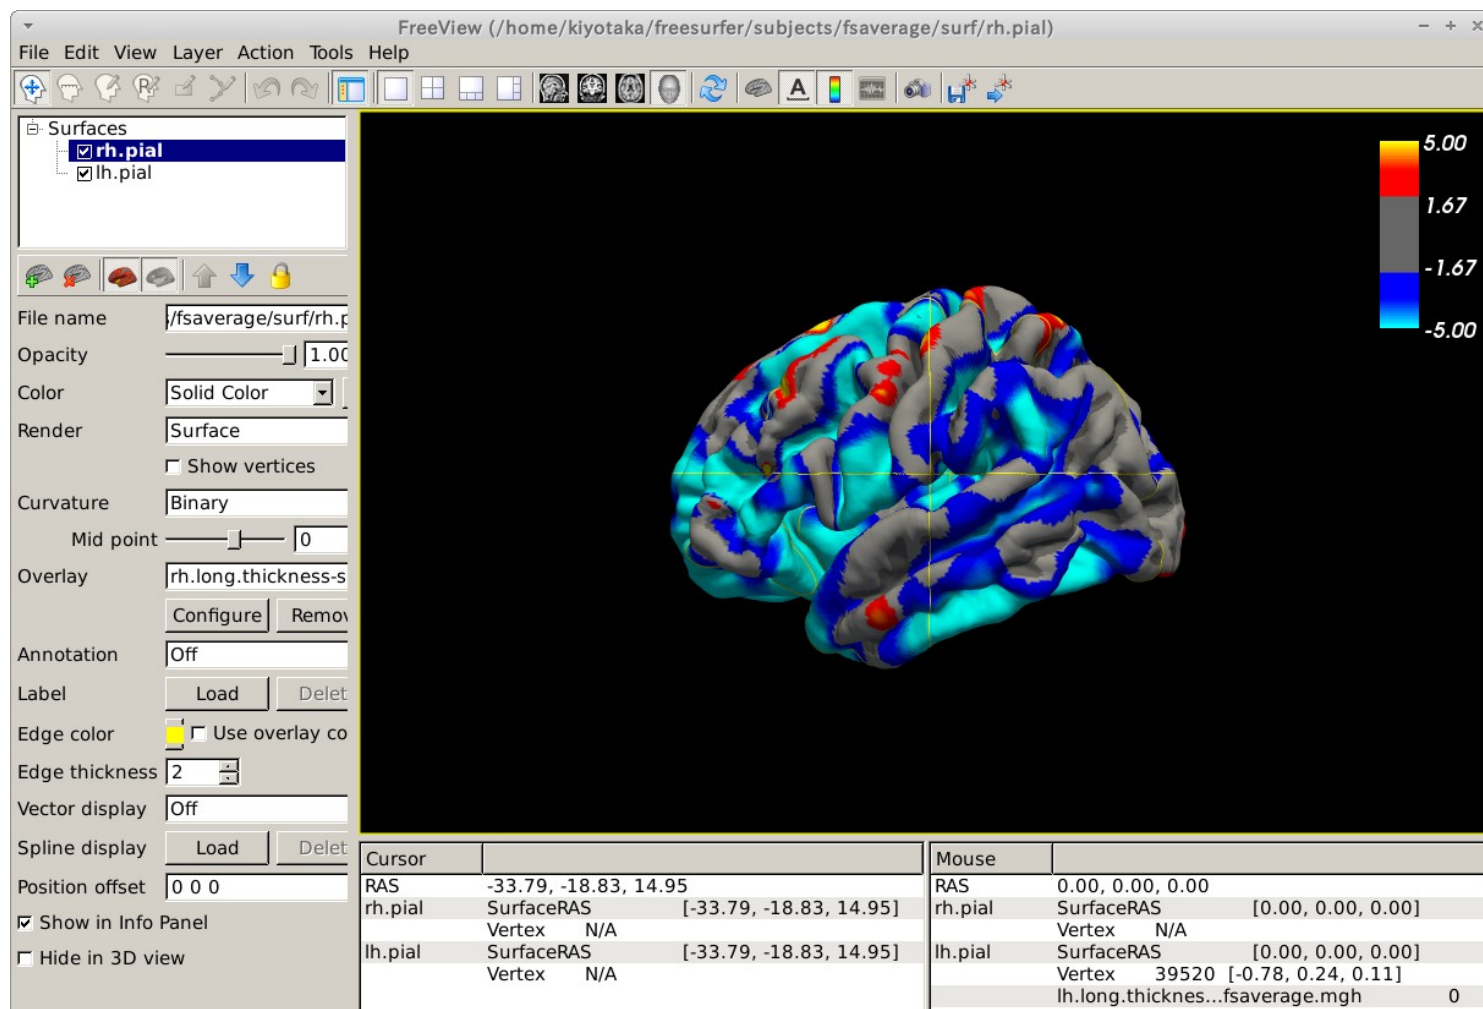 FreeView (/home/kiyotaka/freesurfer/subjects/fsaverage/surf/rh.pial)
File Edit View Layer Action Tools Help
Surfaces
rh.pial
lh.pial
File name /fsaverage/surf/rh.p
Opacity 1.00
Color Solid Color
Render Surface
Show vertices
Curvature Binary
Mid point 0
Overlay rh.long.thickness-s
Configure Remov
Annotation Off
Label Load Delet
Edge color Use overlay co
Edge thickness 2
Vector display Off
Spline display Load Delet
Position offset 0 0 0
Show in Info Panel
Hide in 3D view
5.00
1.67
-1.67
-5.00
Cursor
RAS -33.79, -18.83, 14.95
rh.pial SurfaceRAS [-33.79, -18.83, 14.95]
Vertex N/A
lh.pial SurfaceRAS [-33.79, -18.83, 14.95]
Vertex N/A
Mouse
RAS 0.00, 0.00, 0.00
rh.pial SurfaceRAS [0.00, 0.00, 0.00]
Vertex N/A
lh.pial SurfaceRAS [0.00, 0.00, 0.00]
Vertex 39520 [-0.78, 0.24, 0.11]
lh.long.thicknes...fsaverage.mgh 0